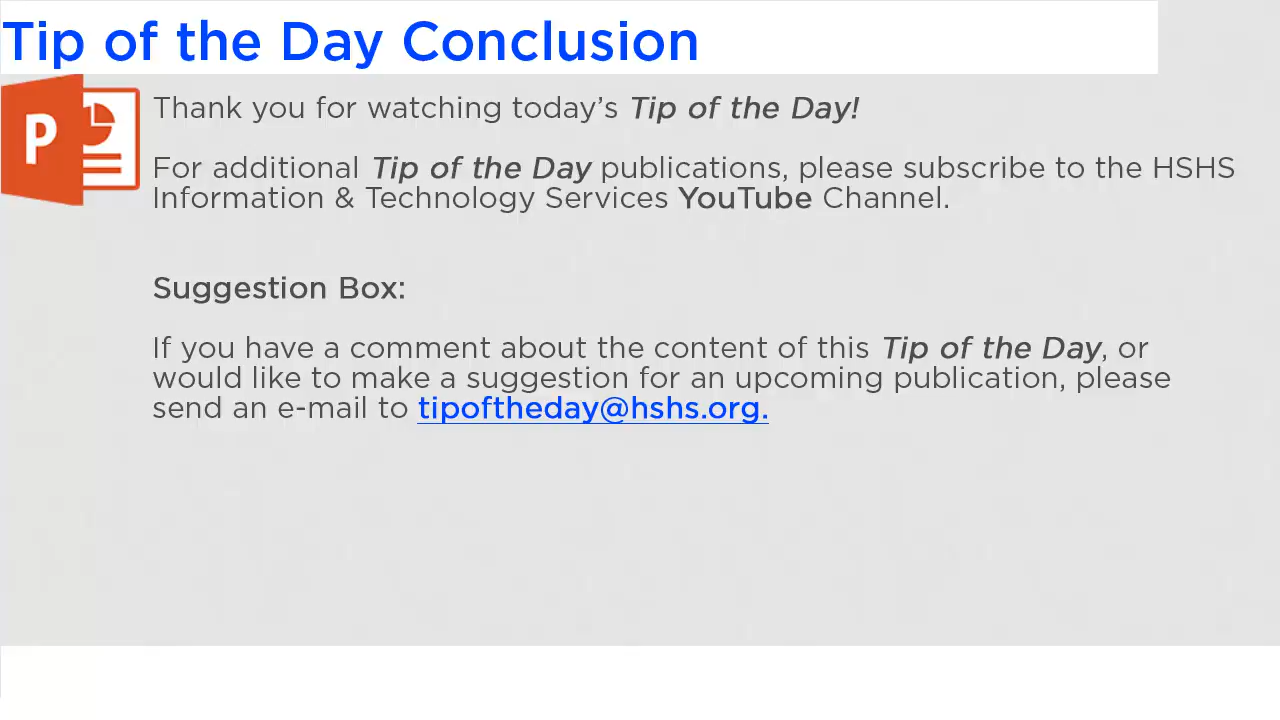 Tip of the Day Conclusion
P
Thank you for watching today’s Tip of the Day!
For additional Tip of the Day publications, please subscribe to the HSHS
Information & Technology Services YouTube Channel.
Suggestion Box:
If you have a comment about the content of this Tip of the Day, or
would like to make a suggestion for an upcoming publication, please
send an e-mail to tipoftheday@hshs.org.